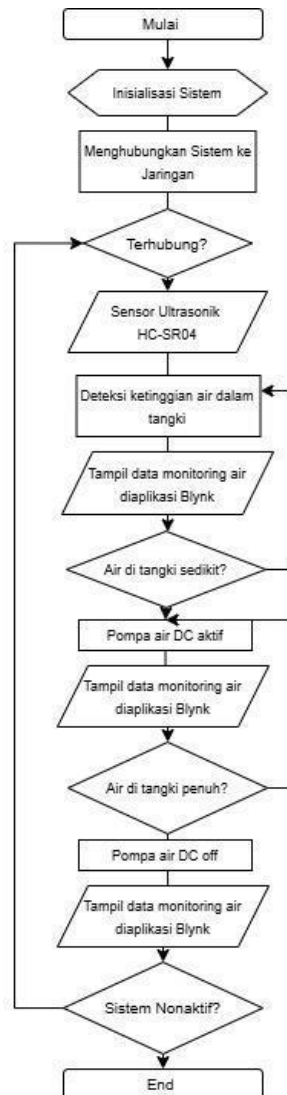 Mulai
Inisialisasi Sistem
Menghubungkan Sistem ke
Jaringan
Terhubung?
Sensor Ultrasonik
HC-SR04
Deteksi ketinggian air dalam
tangki
Tampil data monitoring air
diaplikasi Blynk
Air di tangki sedikit?
Pompa air DC aktif
Tampil data monitoring air
diaplikasi Blynk
Air di tangki penuh?
Pompa air DC off
Tampil data monitoring air
diaplikasi Blynk
Sistem Nonaktif?
End